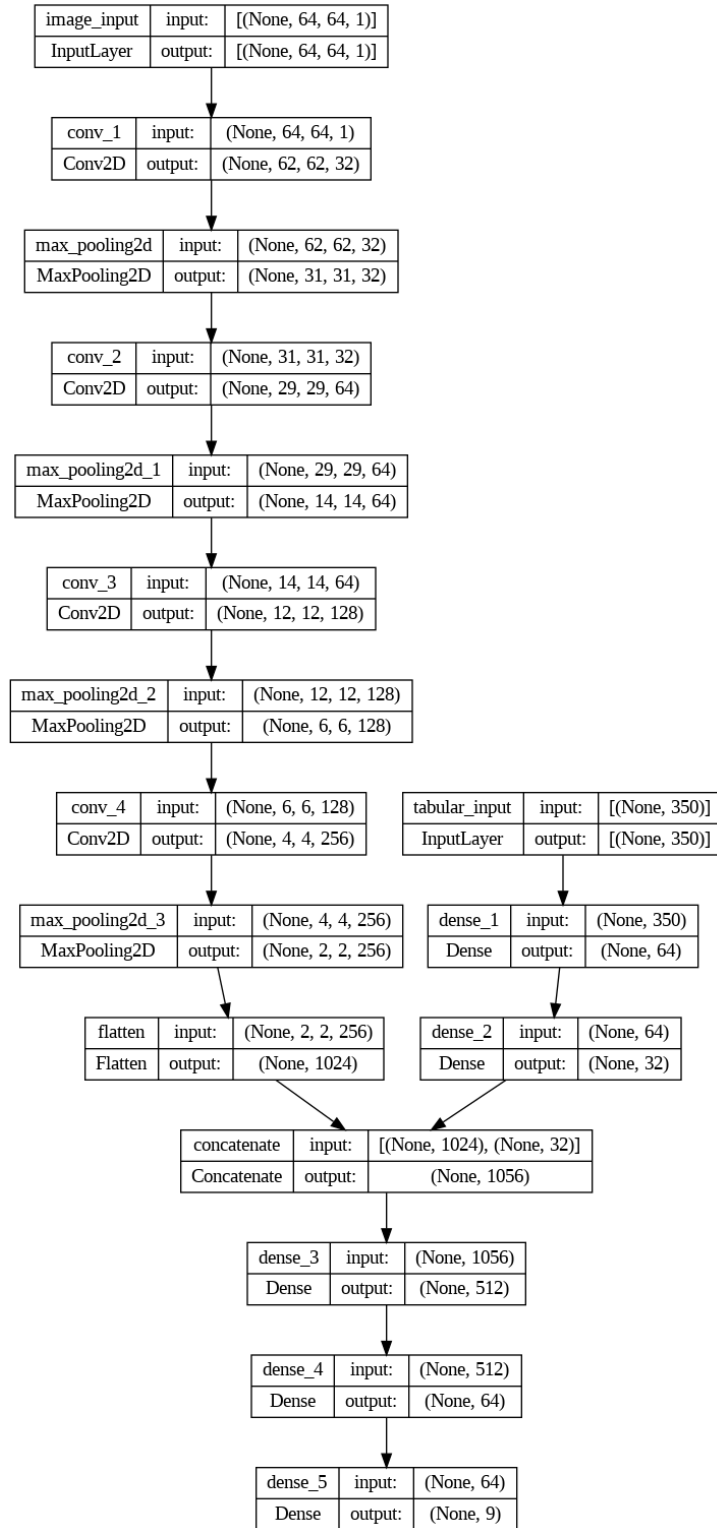 image_input input: [(None, 64, 64, 1)]
InputLayer output: [(None, 64, 64, 1)]
conv_1 input: (None, 64, 64, 1)
Conv2D output: (None, 62, 62, 32)
max_pooling2d input: (None, 62, 62, 32)
MaxPooling2D output: (None, 31, 31, 32)
conv_2 input: (None, 31, 31, 32)
Conv2D output: (None, 29, 29, 64)
max_pooling2d_1 input: (None, 29, 29, 64)
MaxPooling2D output: (None, 14, 14, 64)
conv_3 input: (None, 14, 14, 64)
Conv2D output: (None, 12, 12, 128)
max_pooling2d_2 input: (None, 12, 12, 128)
MaxPooling2D output: (None, 6, 6, 128)
conv_4 input: (None, 6, 6, 128)
Conv2D output: (None, 4, 4, 256)
tabular_input input: [(None, 350)]
InputLayer output: [(None, 350)]
max_pooling2d_3 input: (None, 4, 4, 256)
MaxPooling2D output: (None, 2, 2, 256)
dense_1 input: (None, 350)
Dense output: (None, 64)
flatten input: (None, 2, 2, 256)
Flatten output: (None, 1024)
dense_2 input: (None, 64)
Dense output: (None, 32)
concatenate input: [(None, 1024), (None, 32)]
Concatenate output: (None, 1056)
dense_3 input: (None, 1056)
Dense output: (None, 512)
dense_4 input: (None, 512)
Dense output: (None, 64)
dense_5 input: (None, 64)
Dense output: (None, 9)